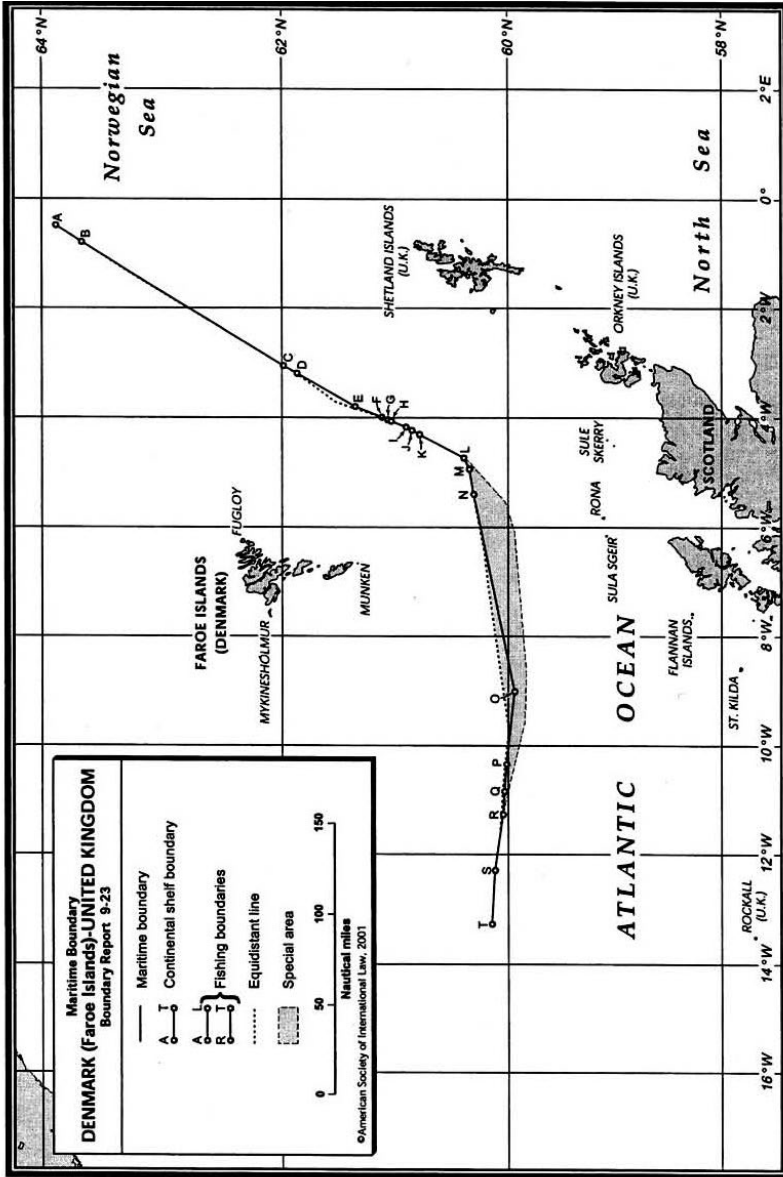 Maritime Boundary
DENMARK (Faroe Islands)-UNITED KINGDOM
Boundary Report 9-23
Maritime boundary
A T Continental shelf boundary
A L
R T
Fishing boundaries
Equidistant line
Special area
0 50 100 150
Nautical miles
©American Society of International Law, 2001
64°N
62°N
60°N
58°N
16°W
14°W
12°W
10°W
8°W
6°W
4°W
2°W
0°
2°E
Norwegian
Sea
A
B
C
D
E
F
G
H
I
J
K
L
M
N
O
P
Q
R
S
T
FUGLOY
FAROE ISLANDS
(DENMARK)
MYKINESHOLMUR
MUNKEN
SHETLAND ISLANDS
(U.K.)
ORKNEY ISLANDS
(U.K.)
North Sea
SULE
SKERRY
RONA
SULA SGEIR
SCOTLAND
FLANNAN
ISLANDS
ST. KILDA
ATLANTIC OCEAN
ROCKALL
(U.K.)